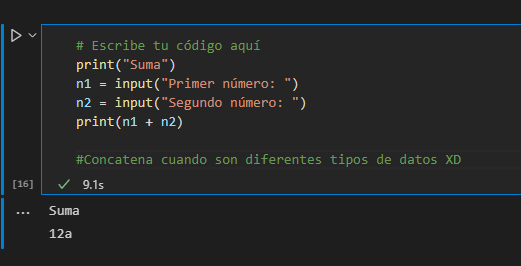 # Escribe tu código aquí
print("Suma")
n1 = input("Primer número: ")
n2 = input("Segundo número: ")
print(n1 + n2)
#Concatena cuando son diferentes tipos de datos XD
[16]
9.1s
...
Suma
12a